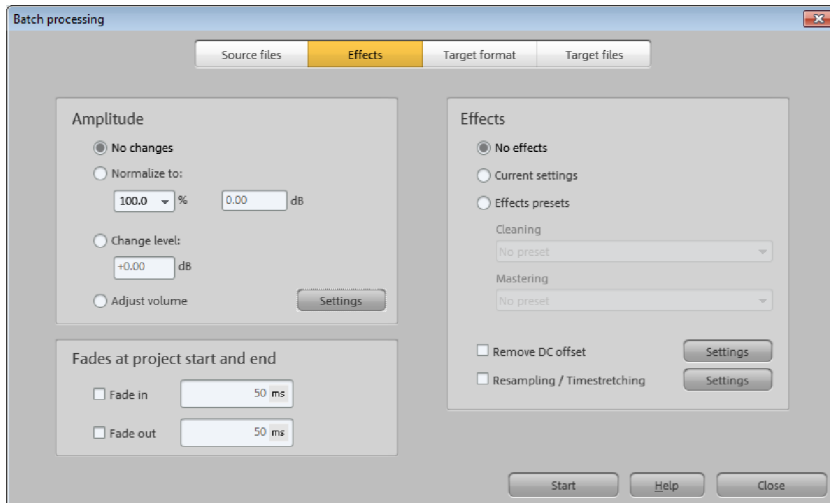 Batch processing
Source files
Effects
Target format
Target files
Amplitude
No changes
Normalize to:
100.0 %
0.00 dB
Change level:
+0.00 dB
Adjust volume
Settings
Fades at project start and end
Fade in
50 ms
Fade out
50 ms
Effects
No effects
Current settings
Effects presets
Cleaning
No preset
Mastering
No preset
Remove DC offset
Settings
Resampling / Timestretching
Settings
Start
Help
Close